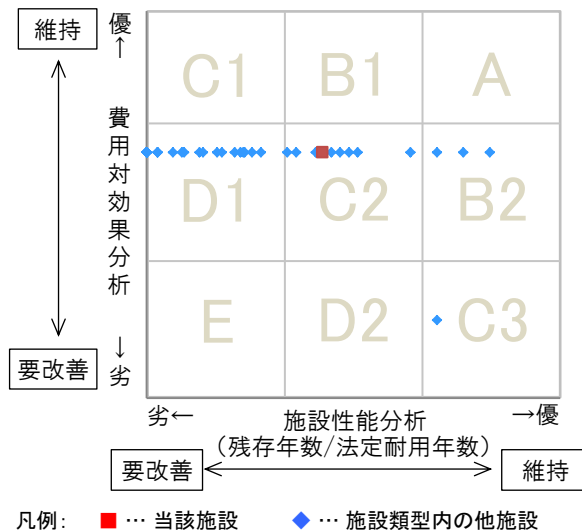 維持
優
↑
C1 B1 A
費用対効果分析
D1 C2 B2
E D2 C3
要改善
↓
劣
劣← 施設性能分析 →優
(残存年数/法定耐用年数)
要改善 維持
凡例: ■ … 当該施設 ◆ … 施設類型内の他施設